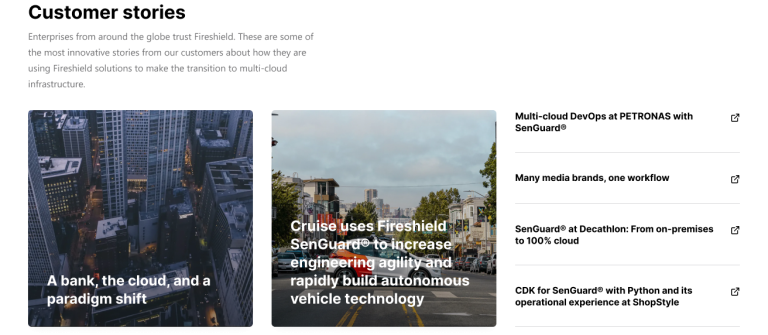 Customer stories
Enterprises from around the globe trust Fireshield. These are some of
the most innovative stories from our customers about how they are
using Fireshield solutions to make the transition to multi-cloud
infrastructure.
A bank, the cloud, and a
paradigm shift
Cruise uses Fireshield
SenGuard® to increase
engineering agility and
rapidly build autonomous
vehicle technology
Multi-cloud DevOps at PETRONAS with
SenGuard®
Many media brands, one workflow
SenGuard® at Decathlon: From on-premises
to 100% cloud
CDK for SenGuard® with Python and its
operational experience at ShopStyle